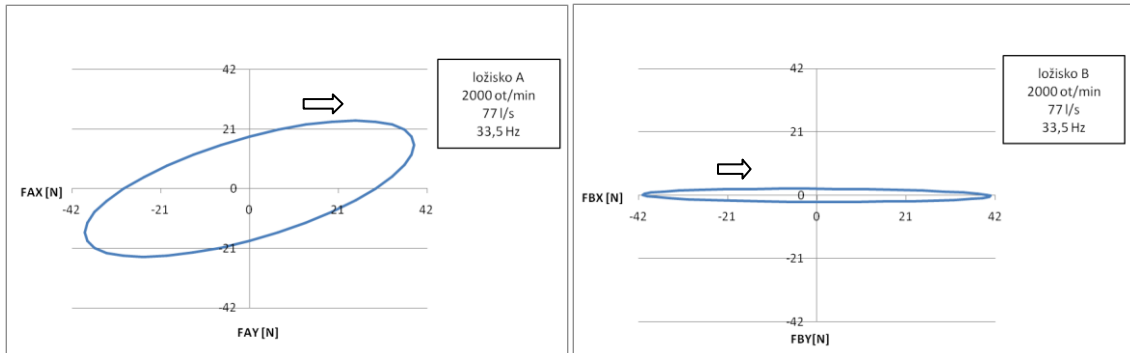 42
ložisko A
2000 ot/min
77 l/s
33,5 Hz
21
FAX [N]
0
-42
-21
0
21
42
-21
-42
FAY [N]
42
ložisko B
2000 ot/min
77 l/s
33,5 Hz
21
FBX [N]
0
-42
-21
0
21
42
-21
-42
FBY[N]